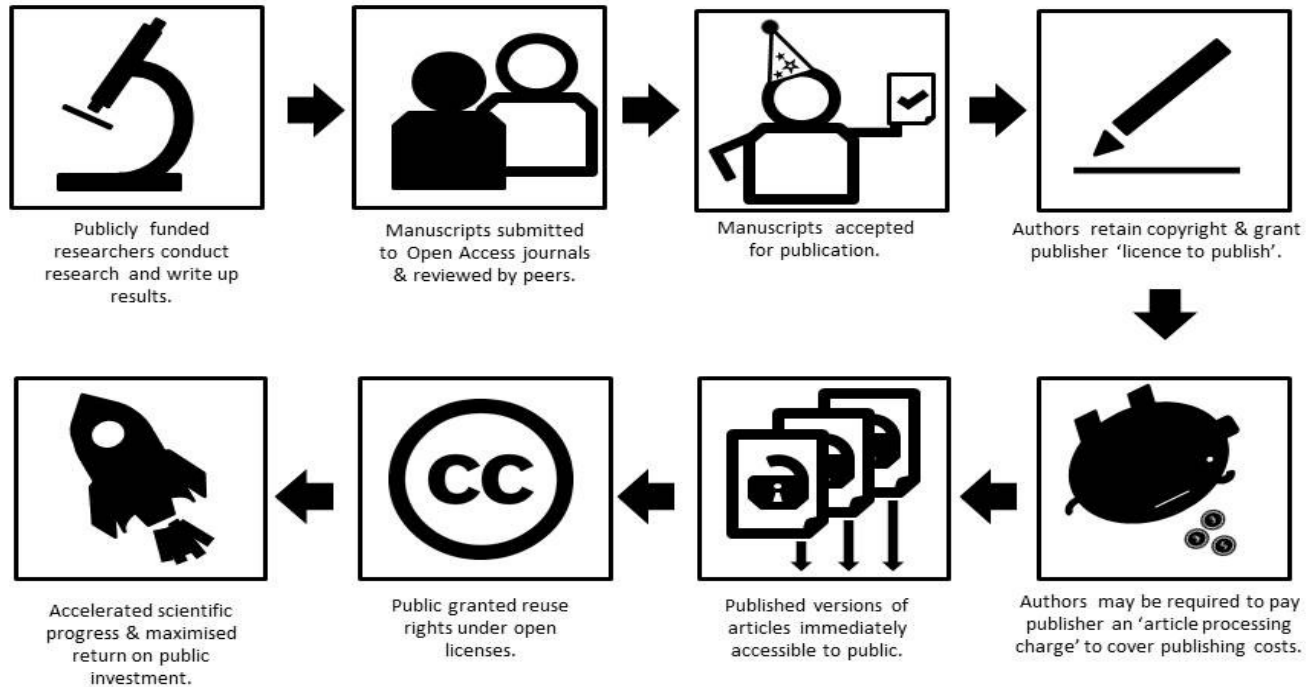 Publicly funded
researchers conduct
research and write up
results.
Manuscripts submitted
to Open Access journals
& reviewed by peers.
Manuscripts accepted
for publication.
Authors retain copyright & grant
publisher ‘licence to publish’.
Authors may be required to pay
publisher an ‘article processing
charge’ to cover publishing costs.
Published versions of
articles immediately
accessible to public.
cc
Public granted reuse
rights under open
licenses.
Accelerated scientific
progress & maximised
return on public
investment.